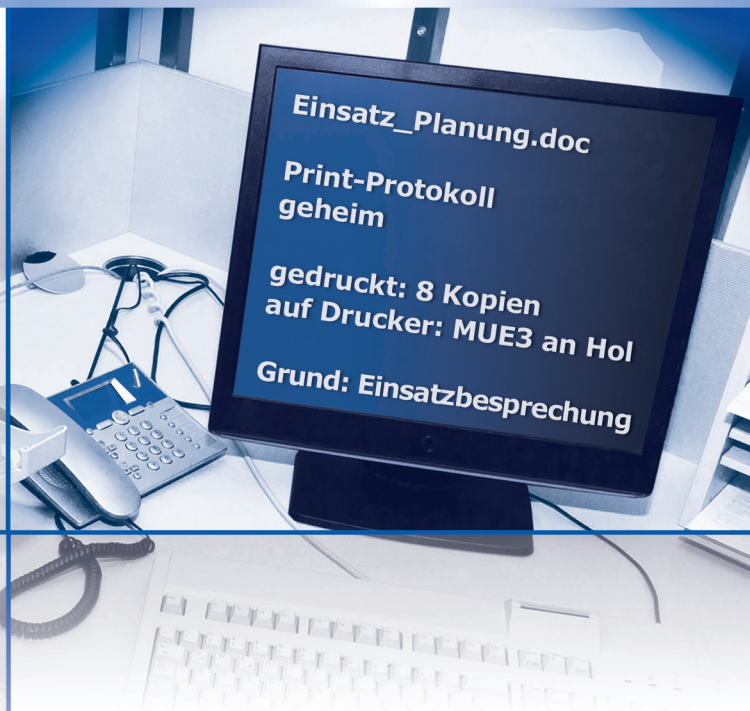 Einsatz_Planung.doc
Print-Protokoll
geheim
gedruckt: 8 Kopien
auf Drucker: MUE3 an Hol
Grund: Einsatzbesprechung